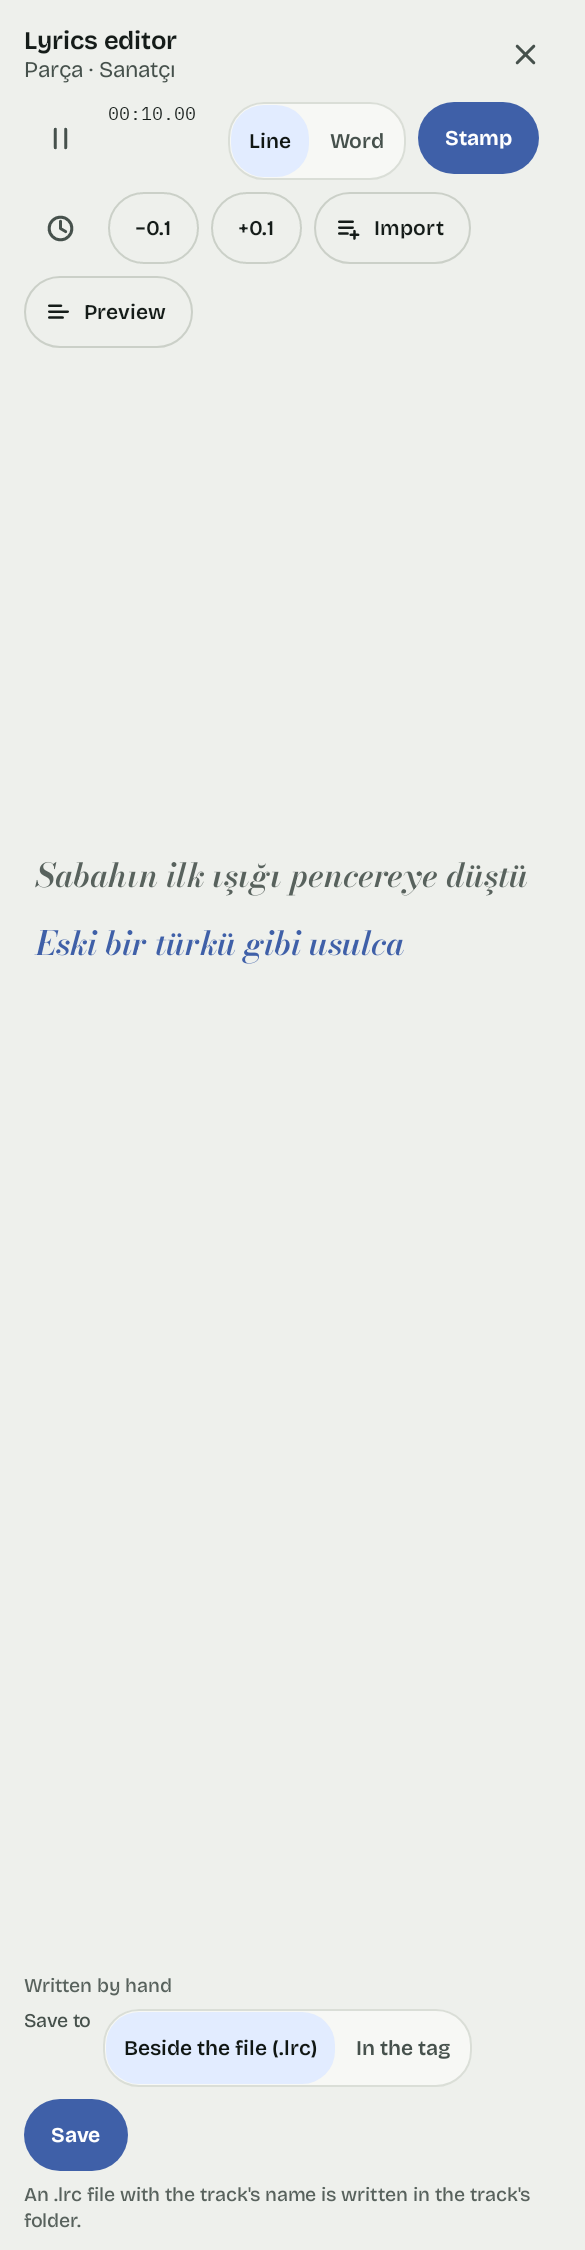 Lyrics editor
Parça · Sanatçı
00:10.00
Line Word Stamp
−0.1 +0.1 Import
Preview
Sabahın ilk ışığı pencereye düştü
Eski bir türkü gibi usulca
Written by hand
Save to Beside the file (.lrc) In the tag
Save
An .lrc file with the track's name is written in the track's
folder.